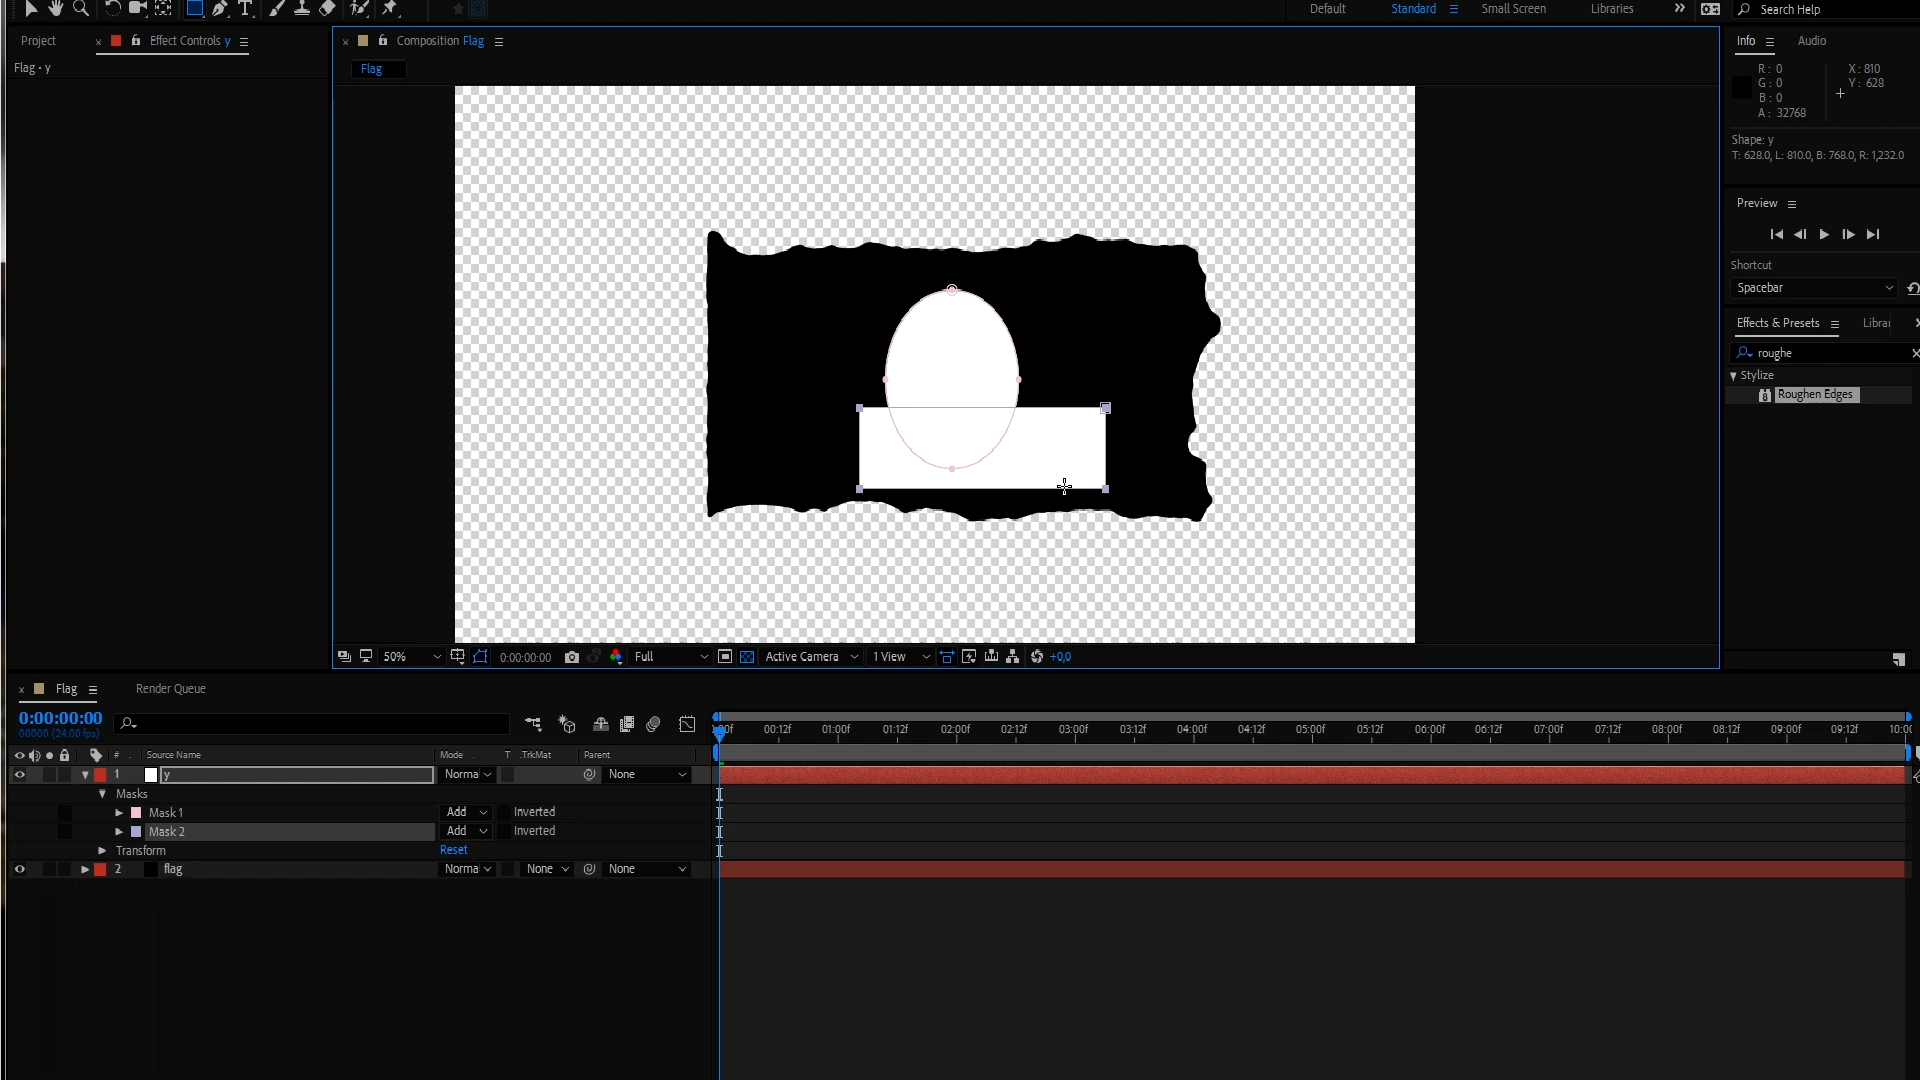 Default
Standard
Small Screen
Libraries
Search Help
Project
Effect Controls y
Composition Flag
Info
Audio
Flag • y
Flag
R: 0
G: 0
B: 0
A: 32768
X: 810
Y: 628
Shape: y
T: 628.0, L: 810.0, B: 768.0, R: 1,232.0
Preview
Shortcut
Spacebar
Effects & Presets
Librai
roughe
Stylize
Roughen Edges
50%
0:00:00:00
Full
Active Camera
1 View
+0,0
Flag
Render Queue
0:00:00:00
00000 (24.00 fps)
00f 00:12f 01:00f 01:12f 02:00f 02:12f 03:00f 03:12f 04:00f 04:12f 05:00f 05:12f 06:00f 06:12f 07:00f 07:12f 08:00f 08:12f 09:00f 09:12f 10:00
# Source Name Mode T .TrkMat Parent
1 y Norma None
Masks
Mask 1 Add Inverted
Mask 2 Add Inverted
Transform Reset
2 flag Norma None None